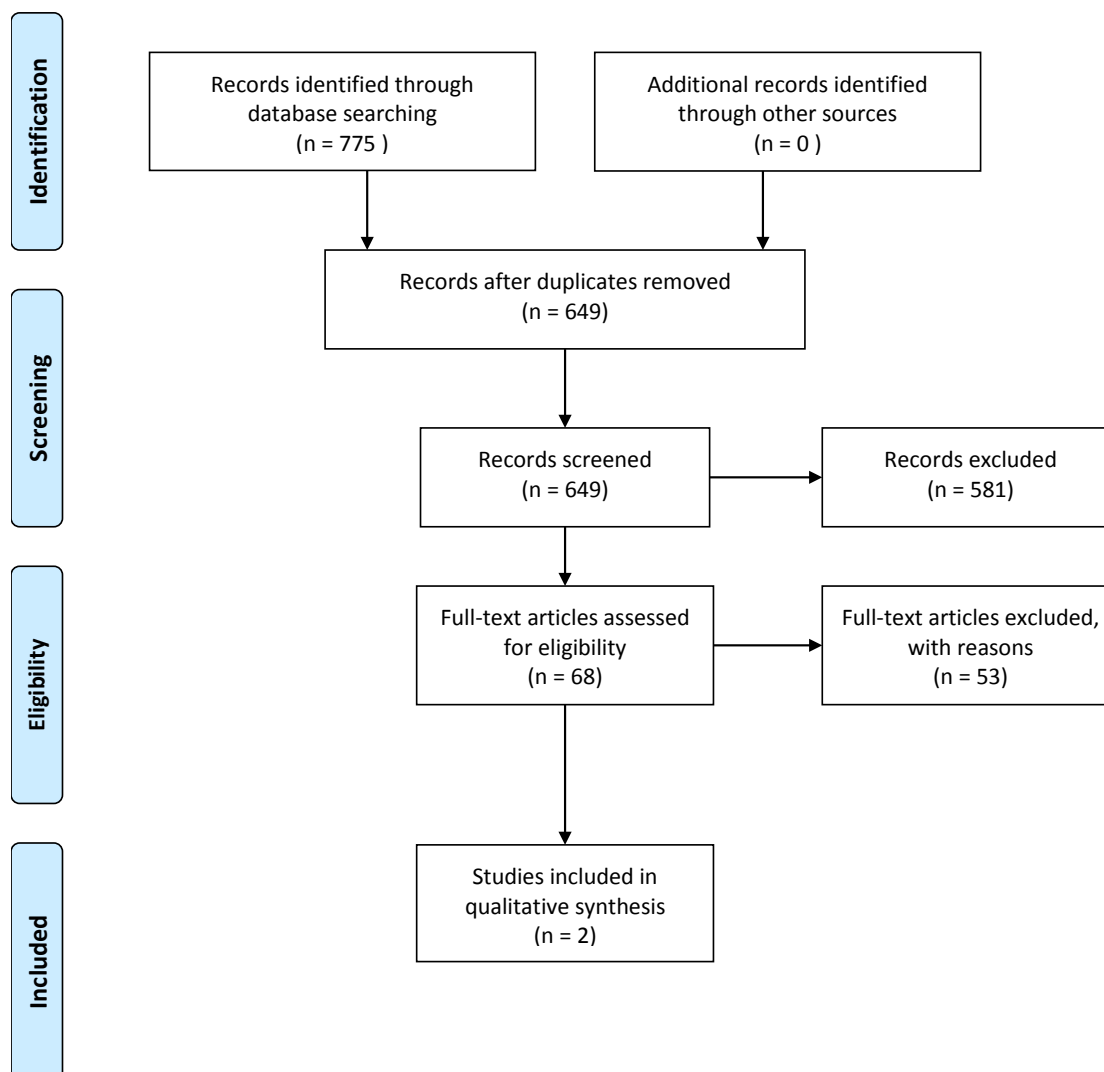 Identification
Records identified through
database searching
(n = 775 )
Additional records identified
through other sources
(n = 0 )
Records after duplicates removed
(n = 649)
Screening
Records screened
(n = 649)
Records excluded
(n = 581)
Eligibility
Full-text articles assessed
for eligibility
(n = 68)
Full-text articles excluded,
with reasons
(n = 53)
Included
Studies included in
qualitative synthesis
(n = 2)